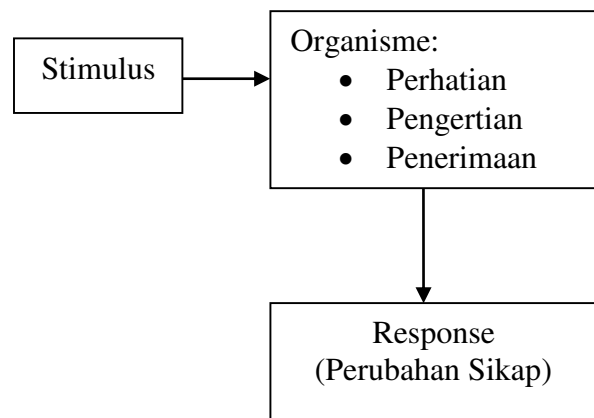 Stimulus
Organisme:
• Perhatian
• Pengertian
• Penerimaan
Response
(Perubahan Sikap)